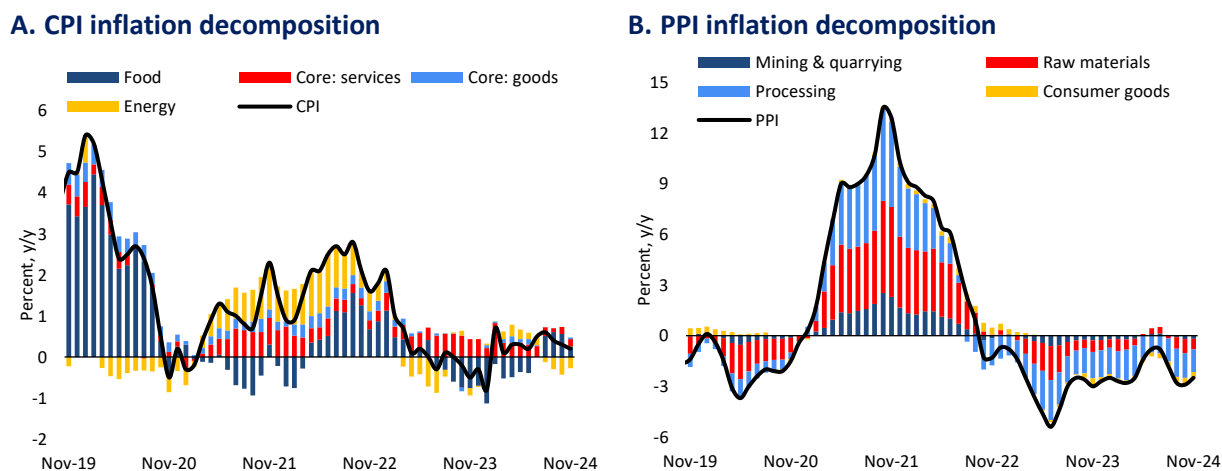 A. CPI inflation decomposition
Food
Core: services
Core: goods
Energy
CPI
Percent, y/y
6
5
4
3
2
1
0
-1
-2
Nov-19
Nov-20
Nov-21
Nov-22
Nov-23
Nov-24
B. PPI inflation decomposition
Mining & quarrying
Raw materials
Processing
Consumer goods
PPI
Percent, y/y
15
12
9
6
3
0
-3
-6
Nov-19
Nov-20
Nov-21
Nov-22
Nov-23
Nov-24